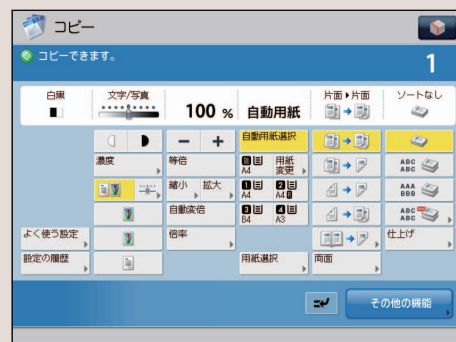 コピー
コピーできます。
1
白黒
文字/写真
100 %
自動用紙
片面▶片面
ソートなし
− +
自動用紙選択
濃度
等倍
A4
用紙変更
ABC
ABC
縮小
拡大
1
A4
2
A4
AAA
BBB
自動変倍
3
B4
4
A3
ABC
ABC
よく使う設定
倍率
仕上げ
設定の履歴
用紙選択
両面
その他の機能